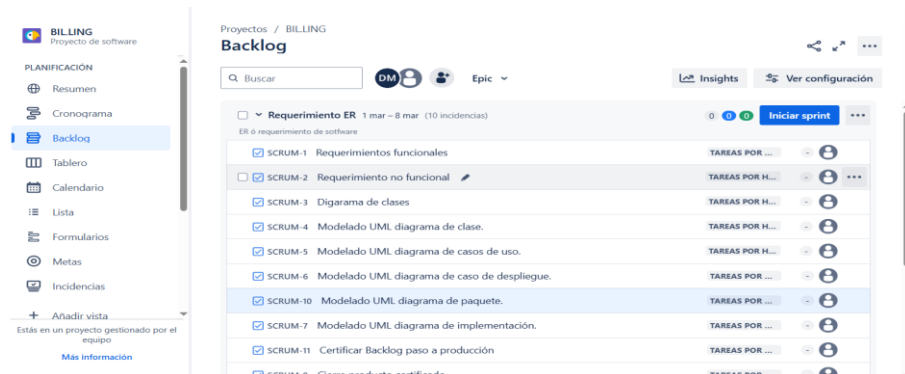 BILLING
Proyecto de software
PLANIFICACIÓN
Resumen
Cronograma
Backlog
Tablero
Calendario
Lista
Formularios
Metas
Incidencias
Añadir vista
Estás en un proyecto gestionado por el
equipo
Más información
Proyectos / BILLING
Backlog
Buscar
DM
Epic
Insights
Ver configuración
Requerimiento ER 1 mar – 8 mar (10 incidencias)
0 0 0 Iniciar sprint
ER ó requerimiento de sotfware
SCRUM-1 Requerimientos funcionales TAREAS POR ... -
SCRUM-2 Requerimiento no funcional TAREAS POR H... -
SCRUM-3 Digarama de clases TAREAS POR H... -
SCRUM-4 Modelado UML diagrama de clase. TAREAS POR H... -
SCRUM-5 Modelado UML diagrama de casos de uso. TAREAS POR H... -
SCRUM-6 Modelado UML diagrama de caso de despliegue. TAREAS POR ... -
SCRUM-10 Modelado UML diagrama de paquete. TAREAS POR ... -
SCRUM-7 Modelado UML diagrama de implementación. TAREAS POR ... -
SCRUM-11 Certificar Backlog paso a producción TAREAS POR ... -